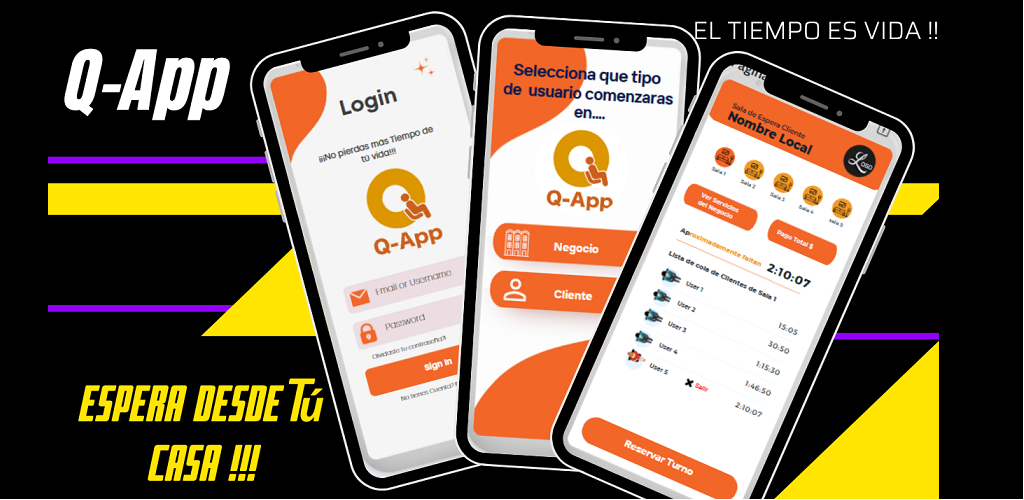 Q-App
EL TIEMPO ES VIDA !!
Login
¡¡¡No pierdas mas Tiempo de
tú vida!!!
Q-App
Email or Username
Password
Olvidaste tu contraseña?!
Sign In
No tienes Cuenta?
Selecciona que tipo
de usuario comenzaras
en....
Q-App
Negocio
Cliente
Sala de Espera Cliente
Nombre Local
LOGO
Sala 1
Sala 2
Sala 3
Sala 4
sala 5
Ver Servicios
del Negocio
Pago Total $
Aproximadamente faltan 2:10:07
Lista de cola de Clientes de Sala 1
User 1 15:05
User 2 30:50
User 3 1:15:30
User 4 1:46:50
User 5 2:10:07
Salir
Reservar Turno
ESPERA DESDE Tú
CASA !!!